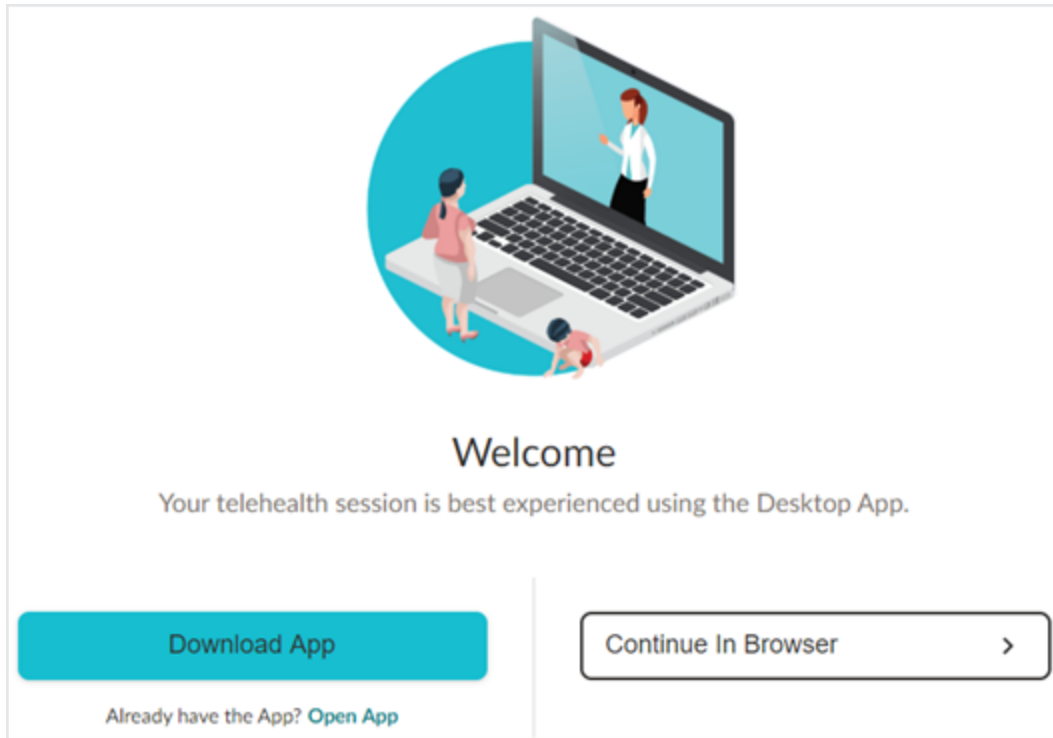 Welcome
Your telehealth session is best experienced using the Desktop App.
Download App
Already have the App? Open App
Continue In Browser